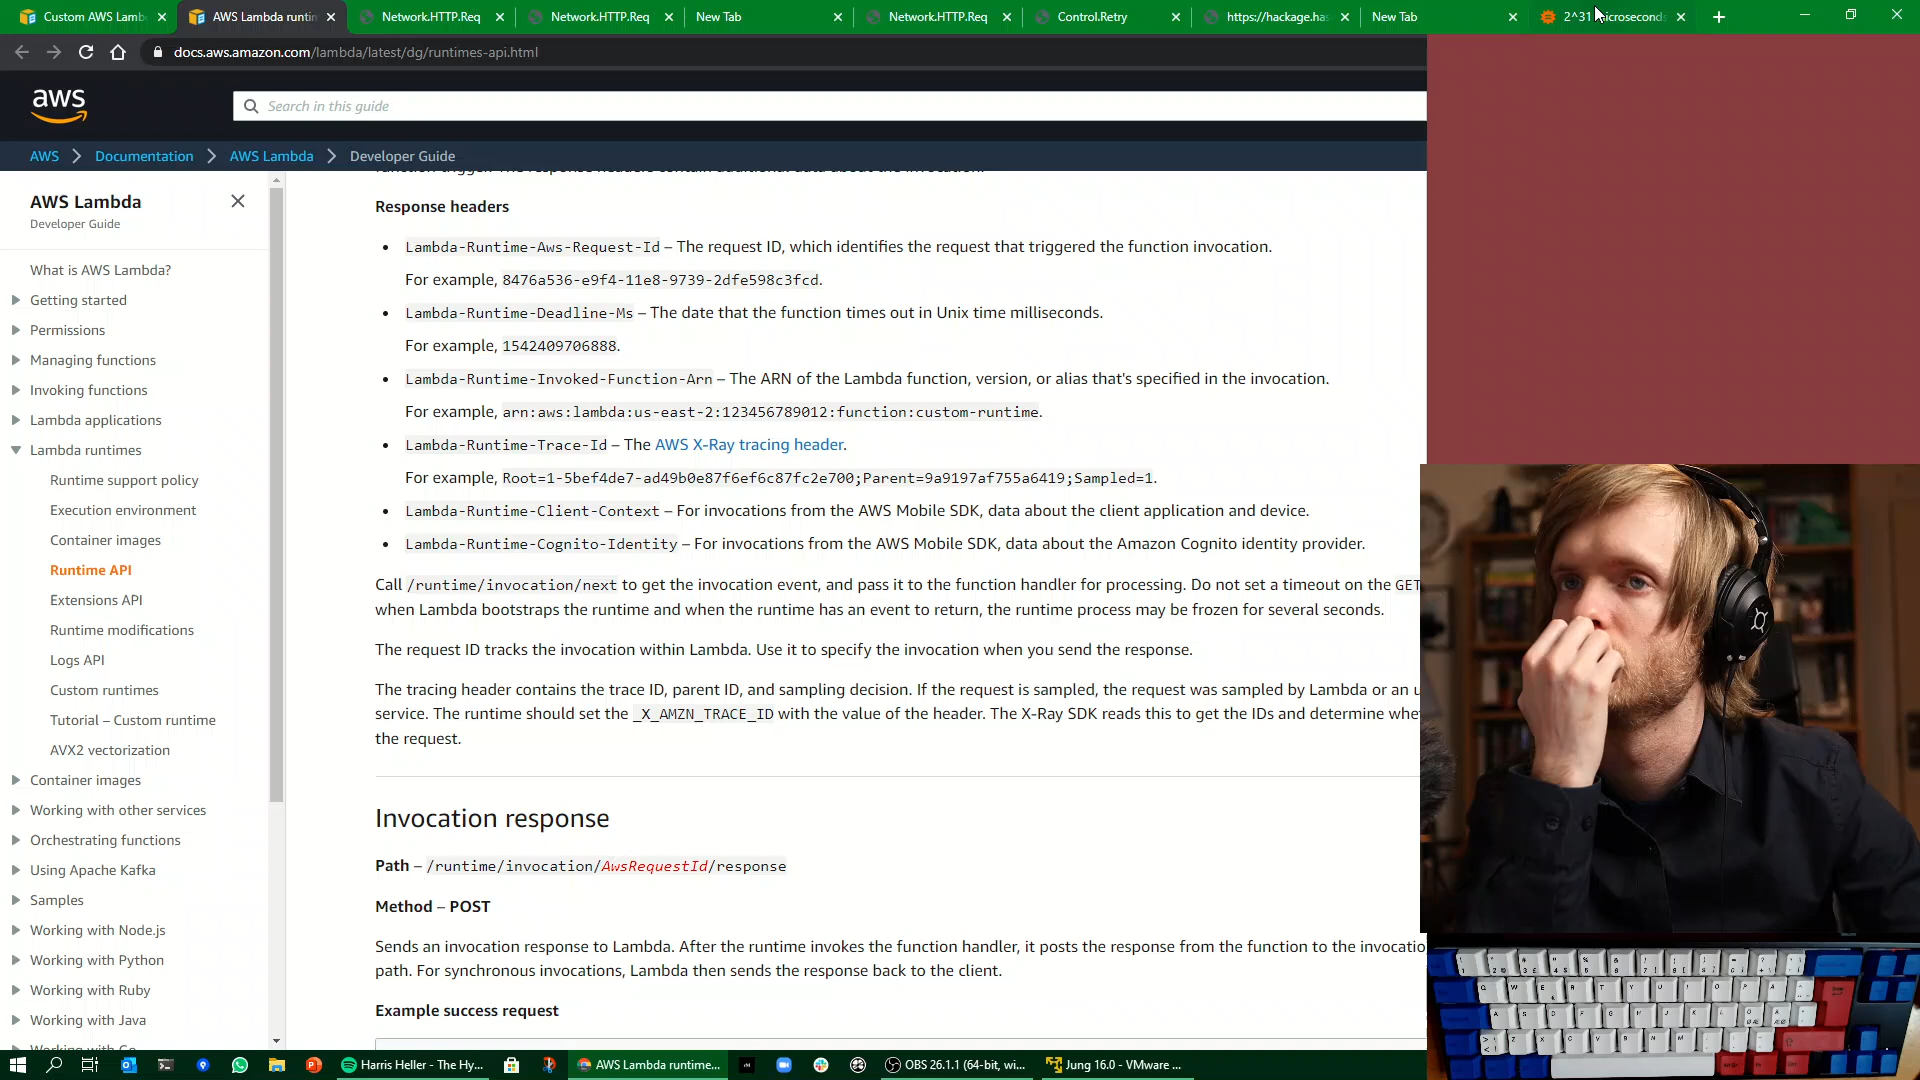 Custom AWS Lambd
AWS Lambda runtim
Network.HTTP.Req
Network.HTTP.Req
New Tab
Network.HTTP.Req
Control.Retry
https://hackage.has
New Tab
2^31 microseconds
docs.aws.amazon.com/lambda/latest/dg/runtimes-api.html
aws
Search in this guide
AWS > Documentation > AWS Lambda > Developer Guide
AWS Lambda
Developer Guide
What is AWS Lambda?
Getting started
Permissions
Managing functions
Invoking functions
Lambda applications
Lambda runtimes
Runtime support policy
Execution environment
Container images
Runtime API
Extensions API
Runtime modifications
Logs API
Custom runtimes
Tutorial – Custom runtime
AVX2 vectorization
Container images
Working with other services
Orchestrating functions
Using Apache Kafka
Samples
Working with Node.js
Working with Python
Working with Ruby
Working with Java
Working with Go
function trigger. The response headers contain additional data about the invocation.
Response headers
• Lambda-Runtime-Aws-Request-Id – The request ID, which identifies the request that triggered the function invocation.
For example, 8476a536-e9f4-11e8-9739-2dfe598c3fcd.
• Lambda-Runtime-Deadline-Ms – The date that the function times out in Unix time milliseconds.
For example, 1542409706888.
• Lambda-Runtime-Invoked-Function-Arn – The ARN of the Lambda function, version, or alias that's specified in the invocation.
For example, arn:aws:lambda:us-east-2:123456789012:function:custom-runtime.
• Lambda-Runtime-Trace-Id – The AWS X-Ray tracing header.
For example, Root=1-5bef4de7-ad49b0e87f6ef6c87fc2e700;Parent=9a9197af755a6419;Sampled=1.
• Lambda-Runtime-Client-Context – For invocations from the AWS Mobile SDK, data about the client application and device.
• Lambda-Runtime-Cognito-Identity – For invocations from the AWS Mobile SDK, data about the Amazon Cognito identity provider.
Call /runtime/invocation/next to get the invocation event, and pass it to the function handler for processing. Do not set a timeout on the GET
when Lambda bootstraps the runtime and when the runtime has an event to return, the runtime process may be frozen for several seconds.
The request ID tracks the invocation within Lambda. Use it to specify the invocation when you send the response.
The tracing header contains the trace ID, parent ID, and sampling decision. If the request is sampled, the request was sampled by Lambda or an u
service. The runtime should set the _X_AMZN_TRACE_ID with the value of the header. The X-Ray SDK reads this to get the IDs and determine whe
the request.
Invocation response
Path – /runtime/invocation/AwsRequestId/response
Method – POST
Sends an invocation response to Lambda. After the runtime invokes the function handler, it posts the response from the function to the invocatio
path. For synchronous invocations, Lambda then sends the response back to the client.
Example success request
Harris Heller - The Hy...
AWS Lambda runtime...
OBS 26.1.1 (64-bit, wi...
Jung 16.0 - VMware ...